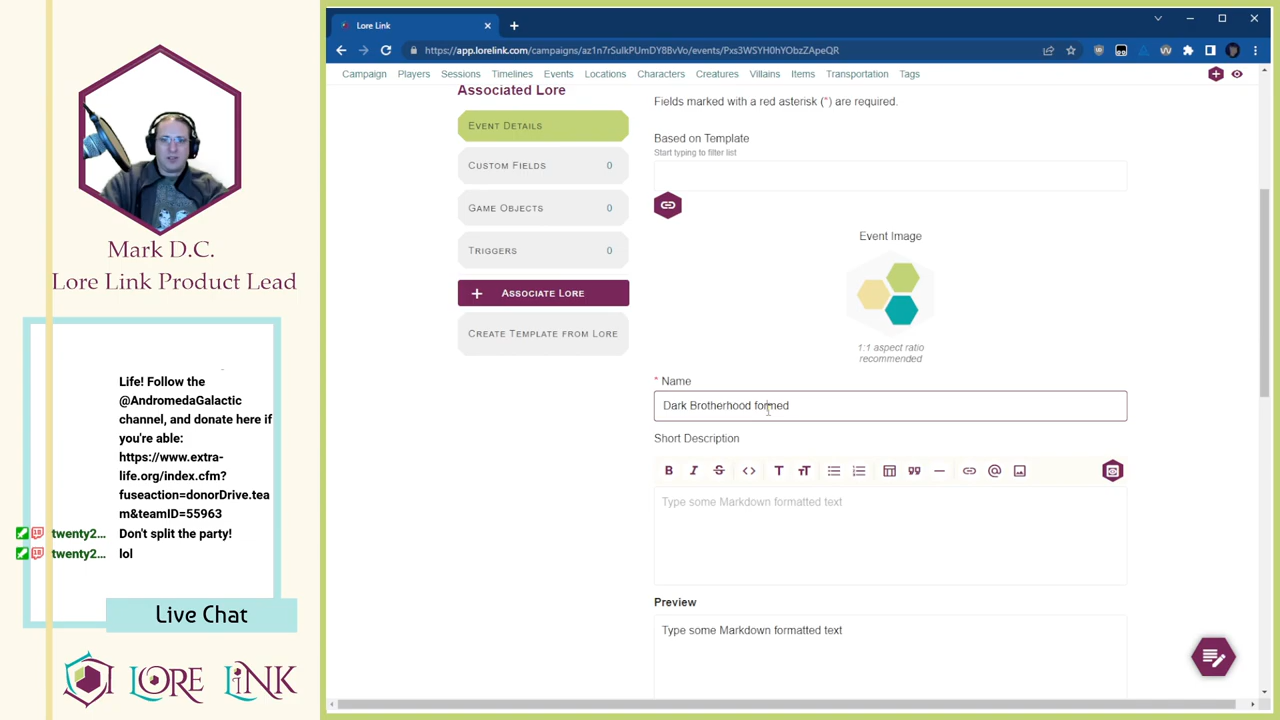 Lore Link
https://app.lorelink.com/campaigns/az1n7rSulkPUmDY8BvVo/events/Pxs3WSYH0hYObzZApeQR
Campaign Players Sessions Timelines Events Locations Characters Creatures Villains Items Transportation Tags
Associated Lore
EVENT DETAILS
CUSTOM FIELDS 0
GAME OBJECTS 0
TRIGGERS 0
+ ASSOCIATE LORE
CREATE TEMPLATE FROM LORE
Fields marked with a red asterisk (*) are required.
Based on Template
Start typing to filter list
Event Image
1:1 aspect ratio
recommended
* Name
Dark Brotherhood formed
Short Description
Type some Markdown formatted text
Preview
Type some Markdown formatted text
Mark D.C.
Lore Link Product Lead
Life! Follow the
@AndromedaGalactic
channel, and donate here if
you're able:
https://www.extra-
life.org/index.cfm?
fuseaction=donorDrive.tea
m&teamID=55963
twenty2... Don't split the party!
twenty2... lol
Live Chat
LORE LINK